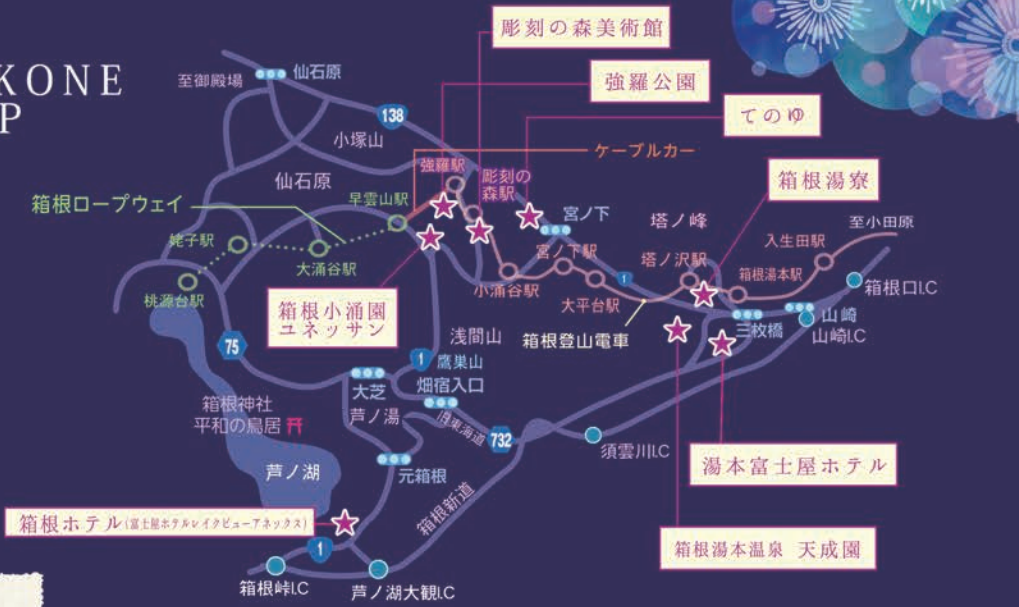 KONE
P
彫刻の森美術館
強羅公園
てのゆ
箱根湯寮
至御殿場
仙石原
138
小塚山
ケーブルカー
強羅駅
彫刻の
森駅
仙石原
早雲山駅
箱根ロープウェイ
宮ノ下
塔ノ峰
至小田原
姥子駅
大涌谷駅
宮ノ下駅
塔ノ沢駅
入生田駅
桃源台駅
小涌谷駅
大平台駅
1
箱根湯本駅
箱根口I.C
箱根小涌園
ユネッサン
浅間山
箱根登山電車
三枚橋
山崎
山崎I.C
75
1
鷹巣山
大芝
畑宿入口
箱根神社
平和の鳥居
芦ノ湯
旧東海道
732
須雲川I.C
湯本富士屋ホテル
芦ノ湖
元箱根
箱根新道
箱根ホテル(富士屋ホテルレイクビューアネックス)
1
箱根湯本温泉 天成園
箱根峠I.C
芦ノ湖大観I.C